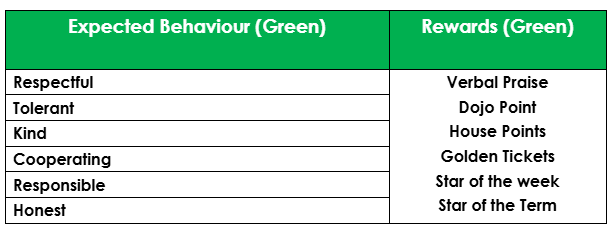 Expected Behaviour (Green) Rewards (Green)
Respectful Verbal Praise
Tolerant Dojo Point
Kind House Points
Cooperating Golden Tickets
Responsible Star of the week
Honest Star of the Term